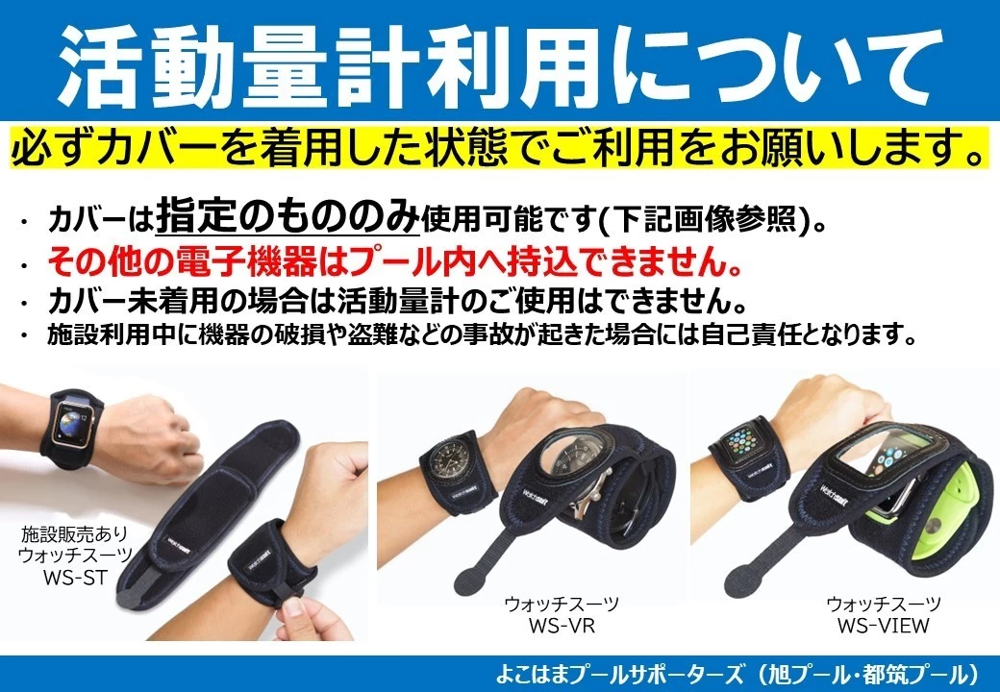 活動量計利用について
必ずカバーを着用した状態でご利用をお願いします。
・ カバーは指定のもののみ使用可能です(下記画像参照)。
・ その他の電子機器はプール内へ持込できません。
・ カバー未着用の場合は活動量計のご使用はできません。
・ 施設利用中に機器の破損や盗難などの事故が起きた場合には自己責任となります。
施設販売あり
ウォッチスーツ
WS-ST
watchsuit
watchsuit
watchsuit
watchsuit
ウォッチスーツ
WS-VR
watchsuit
watchsuit
ウォッチスーツ
WS-VIEW
よこはまプールサポーターズ（旭プール・都筑プール）